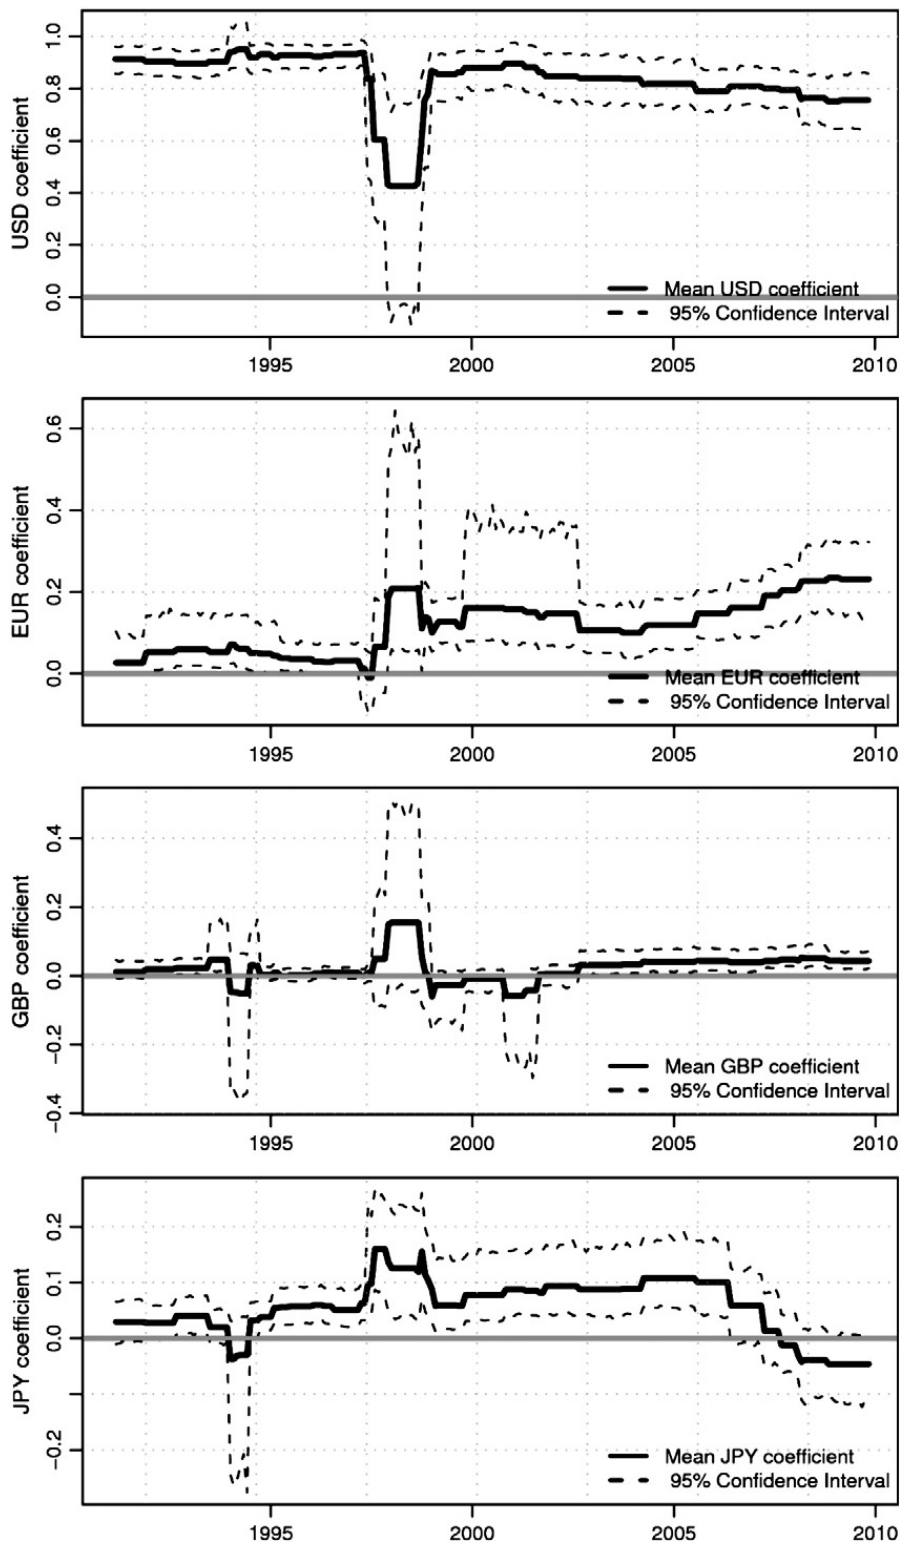 USD coefficient
1.0
0.8
0.6
0.4
0.2
0.0
Mean USD coefficient
95% Confidence Interval
1995 2000 2005 2010
EUR coefficient
0.6
0.4
0.2
0.0
Mean EUR coefficient
95% Confidence Interval
1995 2000 2005 2010
GBP coefficient
0.4
0.2
0.0
−0.2
−0.4
Mean GBP coefficient
95% Confidence Interval
1995 2000 2005 2010
JPY coefficient
0.2
0.1
0.0
−0.2
Mean JPY coefficient
95% Confidence Interval
1995 2000 2005 2010